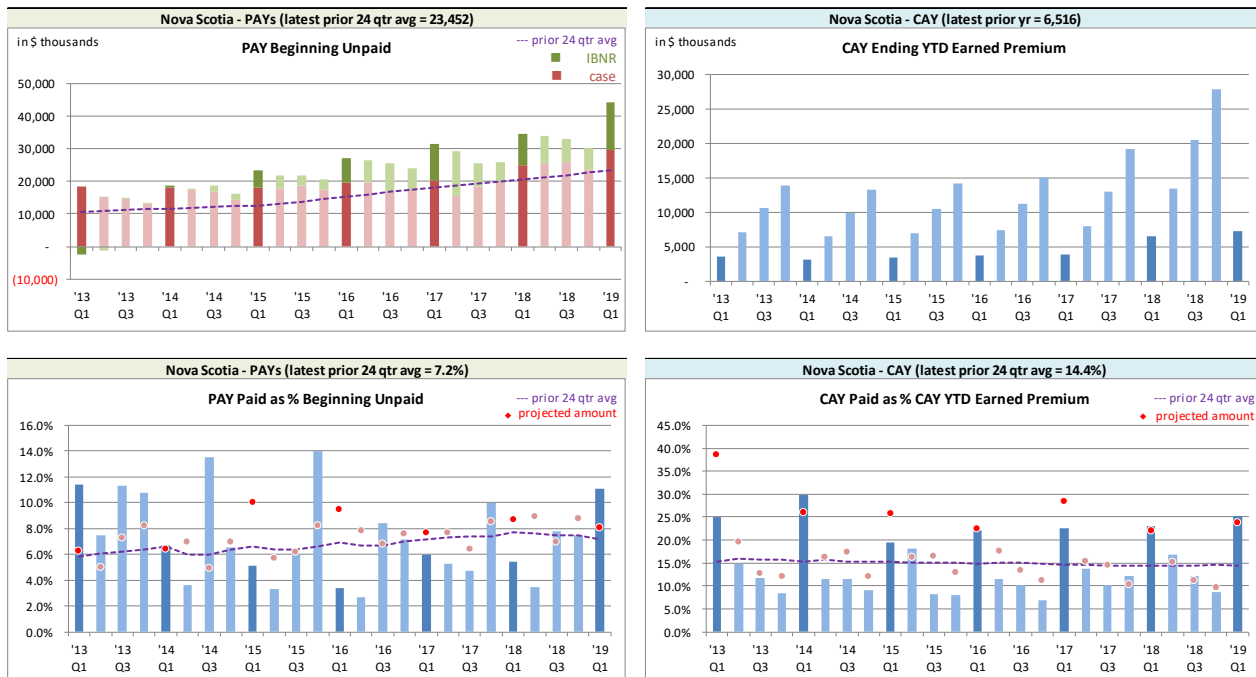 Nova Scotia - PAYs (latest prior 24 qtr avg = 23,452)
in $ thousands
PAY Beginning Unpaid
--- prior 24 qtr avg
IBNR
case
50,000
40,000
30,000
20,000
10,000
-
(10,000)
'13 '13 '14 '14 '15 '15 '16 '16 '17 '17 '18 '18 '19
Q1 Q3 Q1 Q3 Q1 Q3 Q1 Q3 Q1 Q3 Q1 Q3 Q1
Nova Scotia - CAY (latest prior yr = 6,516)
in $ thousands
CAY Ending YTD Earned Premium
30,000
25,000
20,000
15,000
10,000
5,000
-
'13 '13 '14 '14 '15 '15 '16 '16 '17 '17 '18 '18 '19
Q1 Q3 Q1 Q3 Q1 Q3 Q1 Q3 Q1 Q3 Q1 Q3 Q1
Nova Scotia - PAYs (latest prior 24 qtr avg = 7.2%)
PAY Paid as % Beginning Unpaid
--- prior 24 qtr avg
projected amount
16.0%
14.0%
12.0%
10.0%
8.0%
6.0%
4.0%
2.0%
0.0%
'13 '13 '14 '14 '15 '15 '16 '16 '17 '17 '18 '18 '19
Q1 Q3 Q1 Q3 Q1 Q3 Q1 Q3 Q1 Q3 Q1 Q3 Q1
Nova Scotia - CAY (latest prior 24 qtr avg = 14.4%)
CAY Paid as % CAY YTD Earned Premium
--- prior 24 qtr avg
projected amount
45.0%
40.0%
35.0%
30.0%
25.0%
20.0%
15.0%
10.0%
5.0%
0.0%
'13 '13 '14 '14 '15 '15 '16 '16 '17 '17 '18 '18 '19
Q1 Q3 Q1 Q3 Q1 Q3 Q1 Q3 Q1 Q3 Q1 Q3 Q1